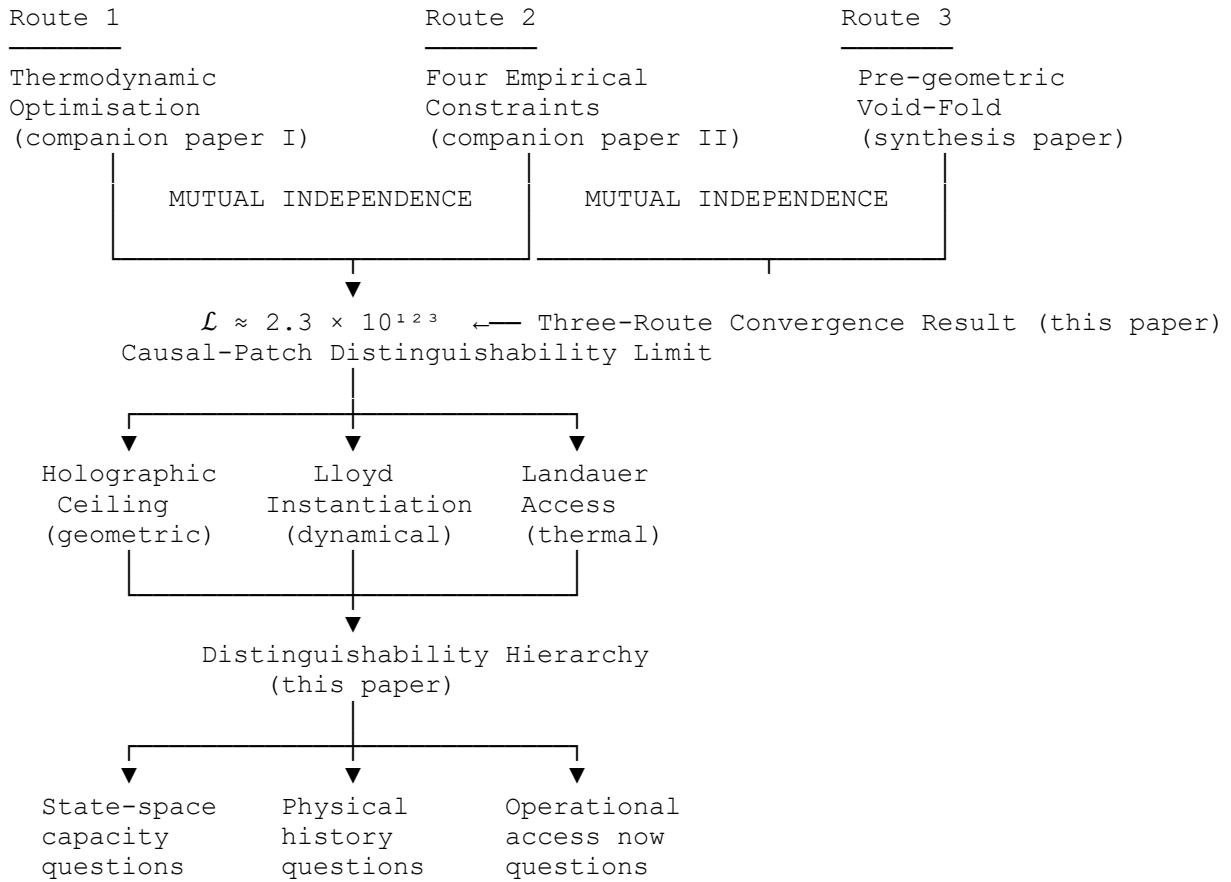 Route 1 Route 2 Route 3
Thermodynamic Four Empirical Pre-geometric
Optimisation Constraints Void-Fold
(companion paper I) (companion paper II) (synthesis paper)
MUTUAL INDEPENDENCE MUTUAL INDEPENDENCE
𝓛 ≈ 2.3 × 10¹²³ ←── Three-Route Convergence Result (this paper)
Causal-Patch Distinguishability Limit
Holographic Lloyd Landauer
Ceiling Instantiation Access
(geometric) (dynamical) (thermal)
Distinguishability Hierarchy
(this paper)
State-space Physical Operational
capacity history access now
questions questions questions